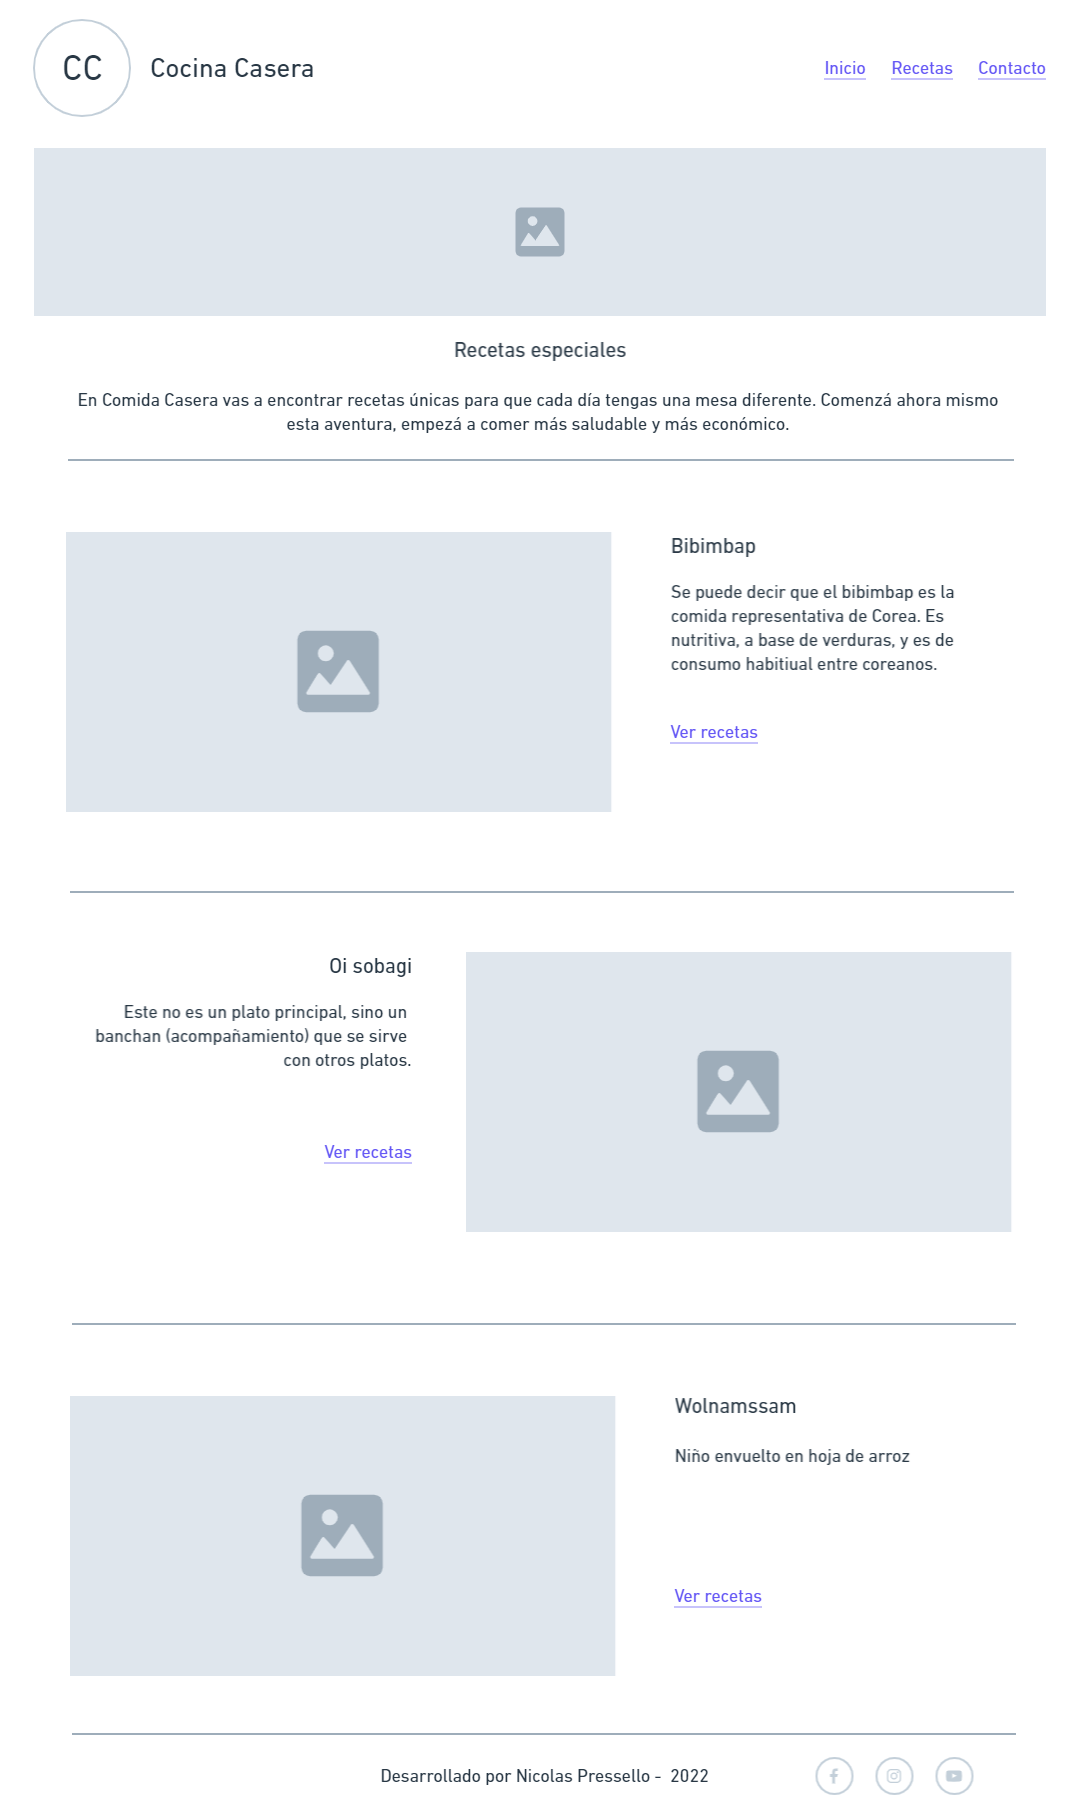 CC
Cocina Casera
Inicio
Recetas
Contacto
Recetas especiales
En Comida Casera vas a encontrar recetas únicas para que cada día tengas una mesa diferente. Comenzá ahora mismo
esta aventura, empezá a comer más saludable y más económico.
Bibimbap
Se puede decir que el bibimbap es la
comida representativa de Corea. Es
nutritiva, a base de verduras, y es de
consumo habitiual entre coreanos.
Ver recetas
Oi sobagi
Este no es un plato principal, sino un
banchan (acompañamiento) que se sirve
con otros platos.
Ver recetas
Wolnamssam
Niño envuelto en hoja de arroz
Ver recetas
Desarrollado por Nicolas Pressello -  2022